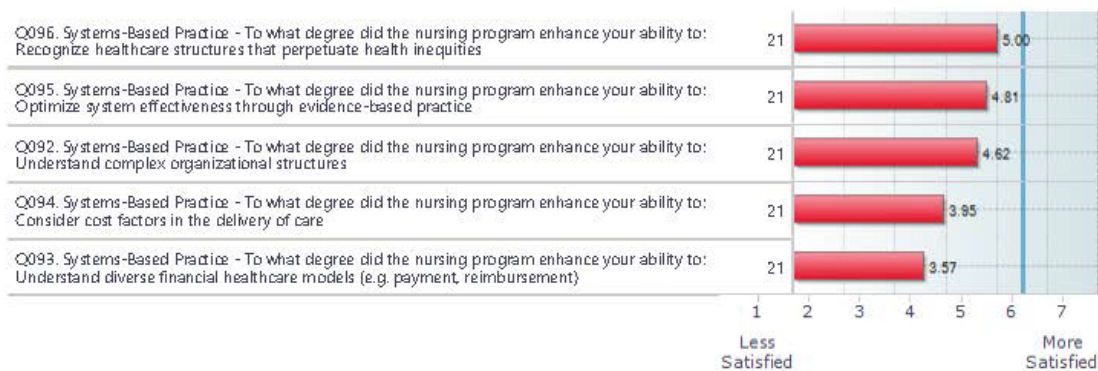 Q096. Systems-Based Practice - To what degree did the nursing program enhance your ability to:
Recognize healthcare structures that perpetuate health inequities
21
5.00
Q095. Systems-Based Practice - To what degree did the nursing program enhance your ability to:
Optimize system effectiveness through evidence-based practice
21
4.81
Q092. Systems-Based Practice - To what degree did the nursing program enhance your ability to:
Understand complex organizational structures
21
4.62
Q094. Systems-Based Practice - To what degree did the nursing program enhance your ability to:
Consider cost factors in the delivery of care
21
3.95
Q093. Systems-Based Practice - To what degree did the nursing program enhance your ability to:
Understand diverse financial healthcare models (e.g. payment, reimbursement)
21
3.57
1 2 3 4 5 6 7
Less Satisfied
More Satisfied